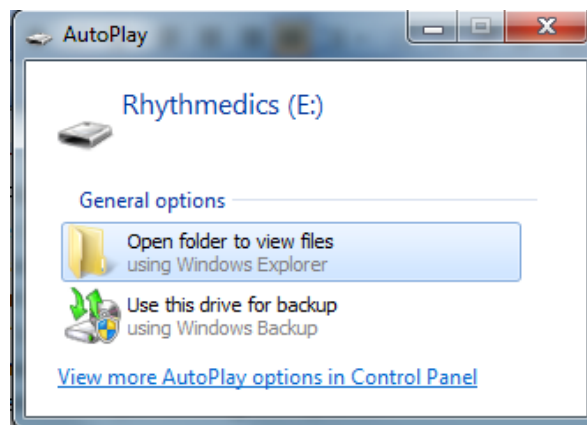 AutoPlay
Rhythmedics (E:)
General options
Open folder to view files
using Windows Explorer
Use this drive for backup
using Windows Backup
View more AutoPlay options in Control Panel